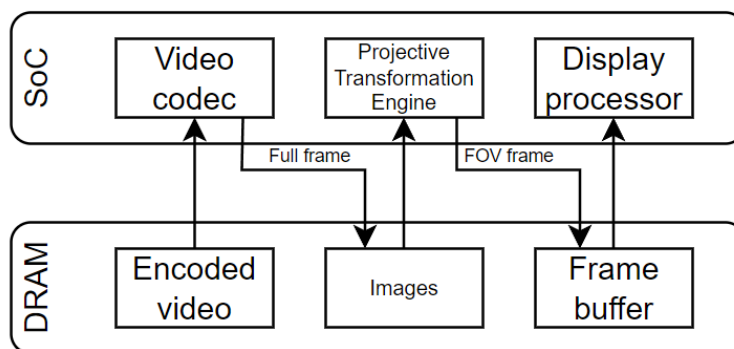 SoC
Video
codec
Projective
Transformation
Engine
Display
processor
Full frame
FOV frame
DRAM
Encoded
video
Images
Frame
buffer